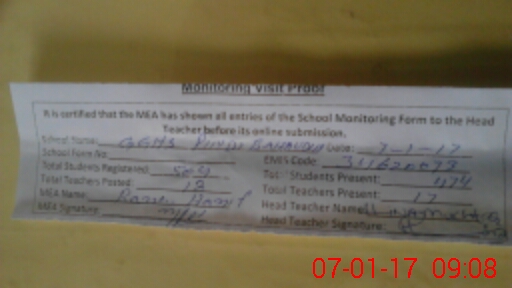 Monitoring Visit Proof
It is certified that the MEA has shown all entries of the School Monitoring Form to the Head
Teacher before its online submission.
School Name: GGHS Date: 7-1-17
School Form No EMIS Code:
Total Students Registered: 504 Total Students Present: 474
Total Teachers Posted: 18 Total Teachers Present: 17
MEA Name: Head Teacher Name:
MEA Signature: Head Teacher Signature:
07-01-17 09:08